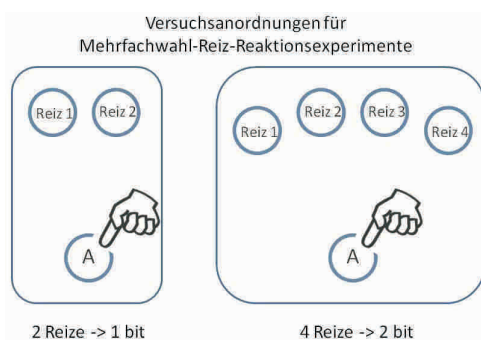 Versuchsanordnungen für
Mehrfachwahl-Reiz-Reaktionsexperimente
Reiz 1
Reiz 2
A
2 Reize -> 1 bit
Reiz 1
Reiz 2
Reiz 3
Reiz 4
A
4 Reize -> 2 bit